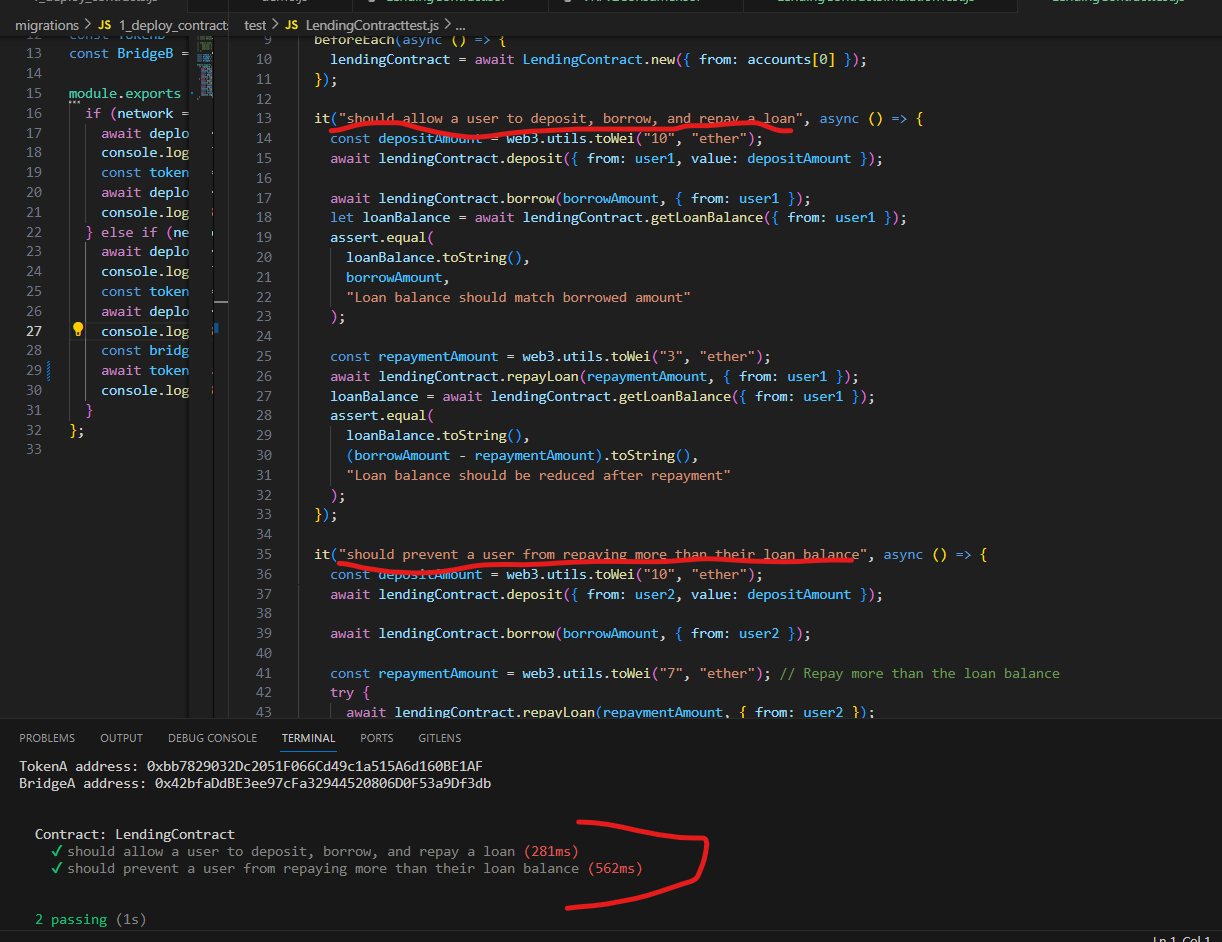 migrations > JS 1_deploy_contract
13 const BridgeB =
14
15 module.exports
16 if (network =
17 await deplo
18 console.log
19 const token
20 await deplo
21 console.log
22 } else if (ne
23 await deplo
24 console.log
25 const token
26 await deplo
27 console.log
28 const bridg
29 await token
30 console.log
31 }
32 };
33
test > JS LendingContracttest.js > ...
9 beforeEach(async () => {
10 lendingContract = await LendingContract.new({ from: accounts[0] });
11 });
12
13 it("should allow a user to deposit, borrow, and repay a loan", async () => {
14 const depositAmount = web3.utils.toWei("10", "ether");
15 await lendingContract.deposit({ from: user1, value: depositAmount });
16
17 await lendingContract.borrow(borrowAmount, { from: user1 });
18 let loanBalance = await lendingContract.getLoanBalance({ from: user1 });
19 assert.equal(
20 loanBalance.toString(),
21 borrowAmount,
22 "Loan balance should match borrowed amount"
23 );
24
25 const repaymentAmount = web3.utils.toWei("3", "ether");
26 await lendingContract.repayLoan(repaymentAmount, { from: user1 });
27 loanBalance = await lendingContract.getLoanBalance({ from: user1 });
28 assert.equal(
29 loanBalance.toString(),
30 (borrowAmount - repaymentAmount).toString(),
31 "Loan balance should be reduced after repayment"
32 );
33 });
34
35 it("should prevent a user from repaying more than their loan balance", async () => {
36 const depositAmount = web3.utils.toWei("10", "ether");
37 await lendingContract.deposit({ from: user2, value: depositAmount });
38
39 await lendingContract.borrow(borrowAmount, { from: user2 });
40
41 const repaymentAmount = web3.utils.toWei("7", "ether"); // Repay more than the loan balance
42 try {
43 await lendingContract.repayLoan(repaymentAmount, { from: user2 });
PROBLEMS OUTPUT DEBUG CONSOLE TERMINAL PORTS GITLENS
TokenA address: 0xbb7829032Dc2051F066Cd49c1a515A6d160BE1AF
BridgeA address: 0x42bfaDdBE3ee97cFa32944520806D0F53a9Df3db
Contract: LendingContract
✓ should allow a user to deposit, borrow, and repay a loan (281ms)
✓ should prevent a user from repaying more than their loan balance (562ms)
2 passing (1s)